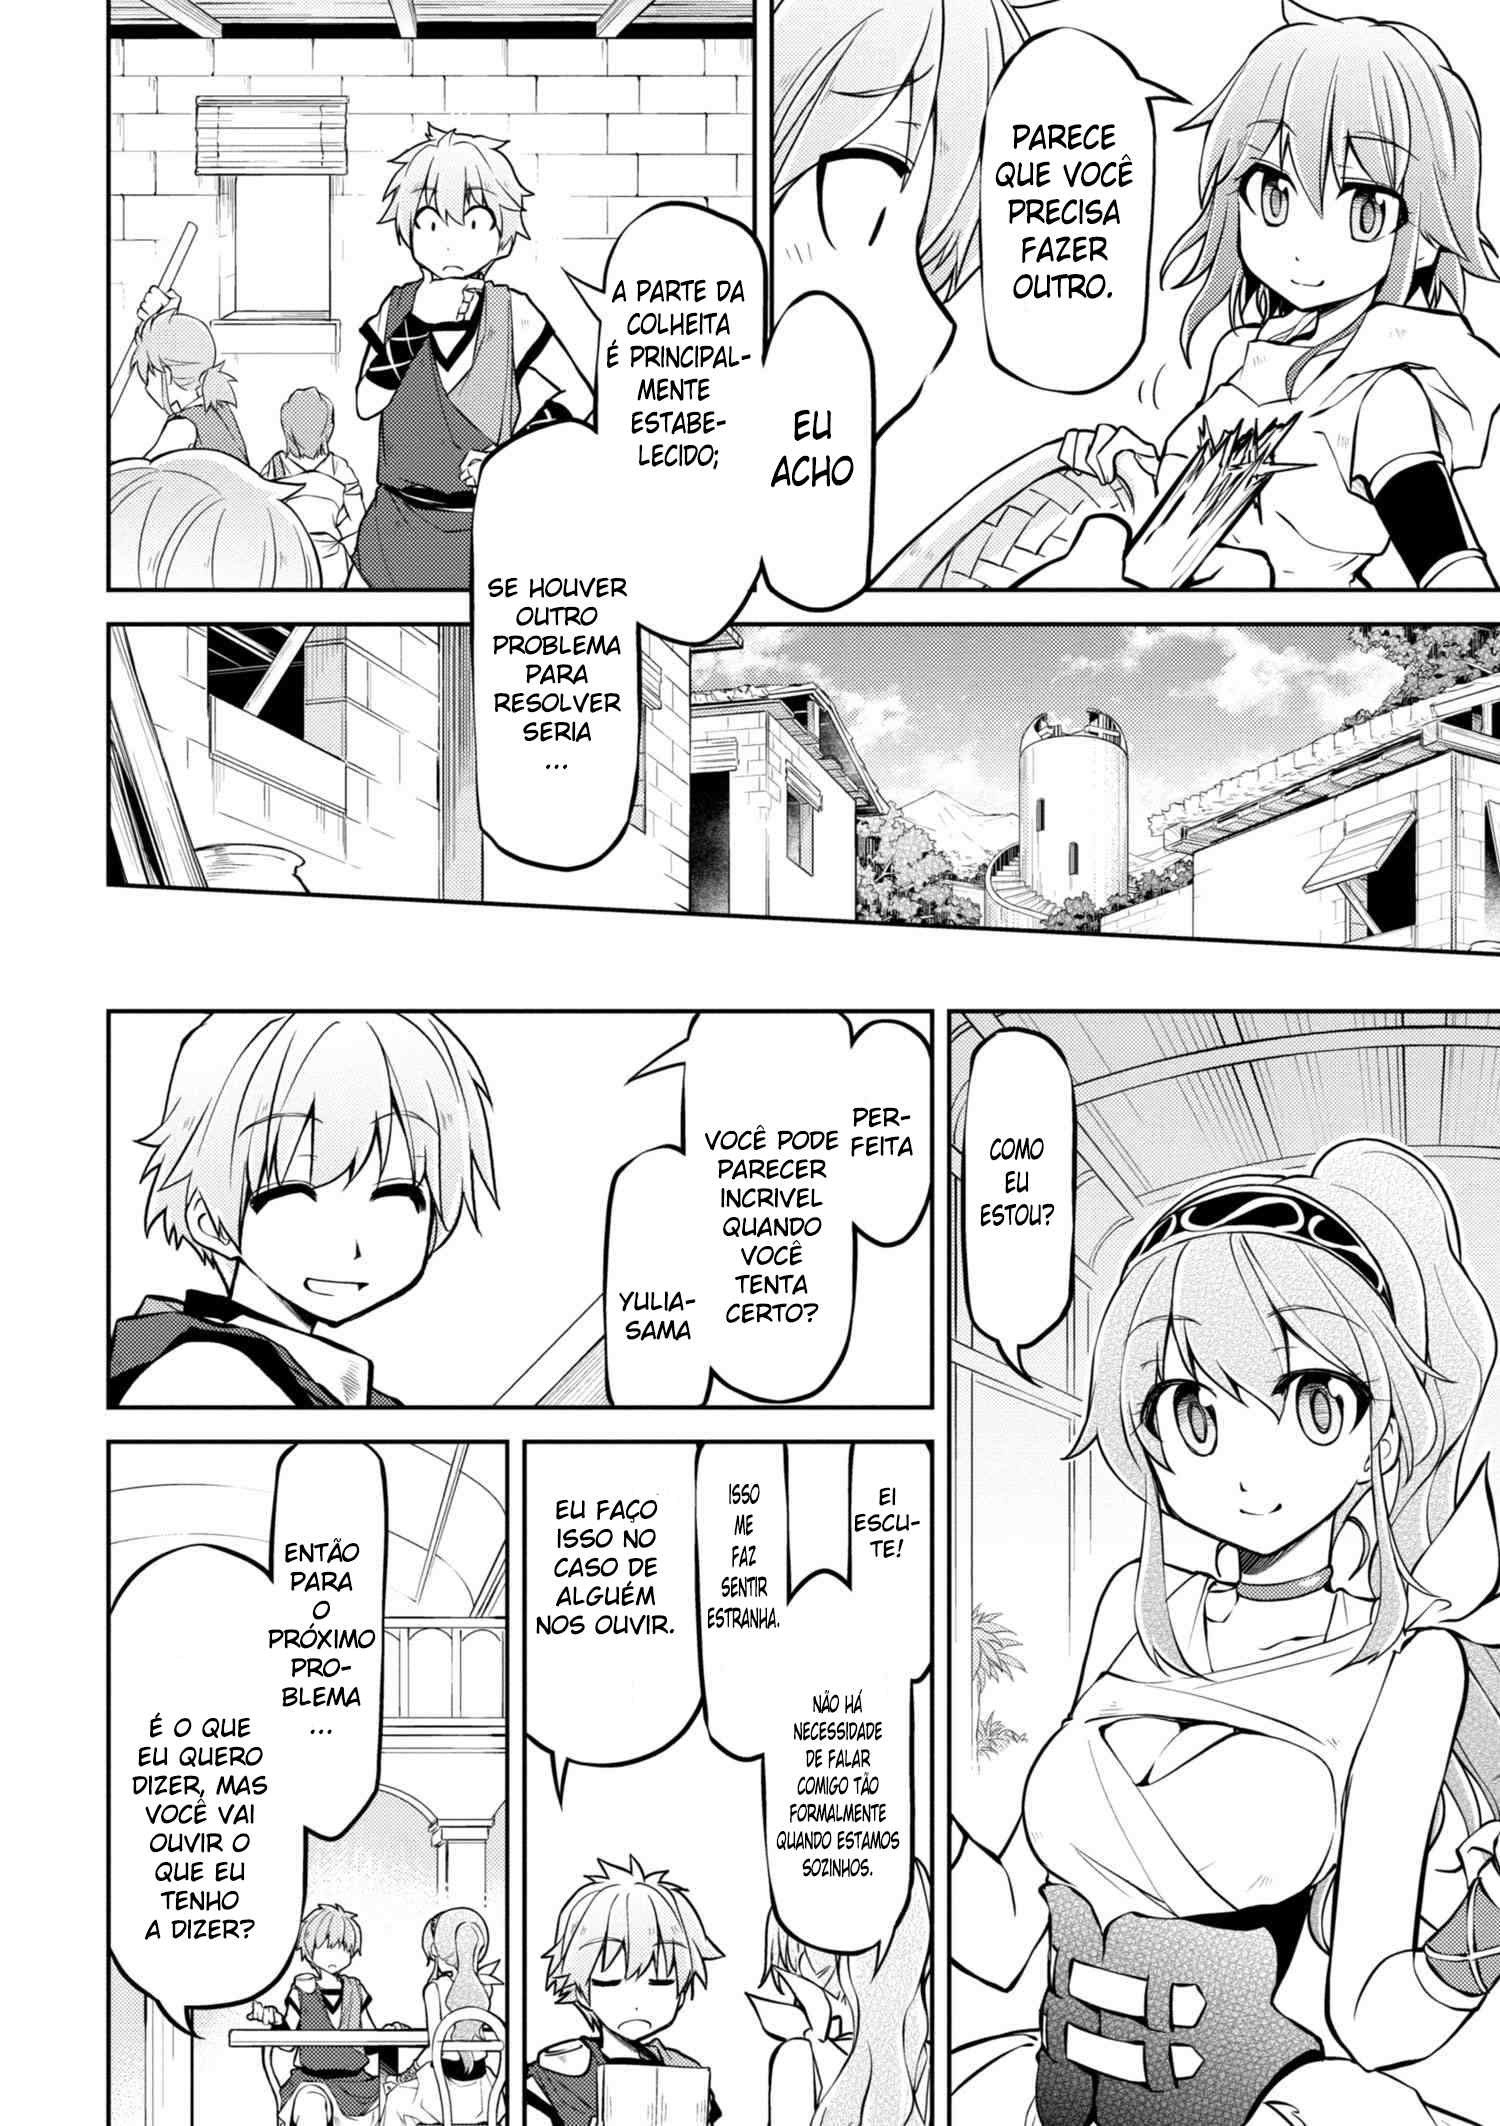 PARECE
QUE VOCÊ
PRECISA
FAZER
OUTRO.
EU
ACHO
A PARTE DA
COLHEITA
É PRINCIPAL-
MENTE
ESTABE-
LECIDO;
SE HOUVER
OUTRO
PROBLEMA
PARA
RESOLVER
SERIA
...
COMO
EU
ESTOU?
PER-
FEITA
VOCÊ PODE
PARECER
INCRIVEL
QUANDO
VOCÊ
TENTA
CERTO?
YULIA-
SAMA
EI
ESCU-
TE!
NÃO HÁ
NECESSIDADE
DE FALAR
COMIGO TÃO
FORMALMENTE
QUANDO ESTAMOS
SOZINHOS.
ISSO
ME
FAZ
SENTIR
ESTRANHA.
EU FAÇO
ISSO NO
CASO DE
ALGUÉM
NOS OUVIR.
ENTÃO
PARA
O
PRÓXIMO
PRO-
BLEMA
...
É O QUE
EU QUERO
DIZER, MAS
VOCÊ VAI
OUVIR O
QUE EU
TENHO
A DIZER?